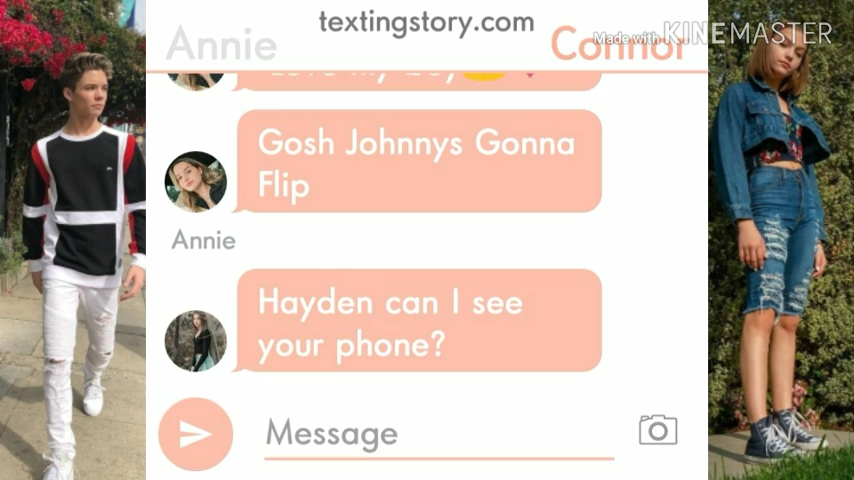 textingstory.com
Made with KINEMASTER
Annie
Connor
Gosh Johnnys Gonna
Flip
Annie
Hayden can I see
your phone?
Message